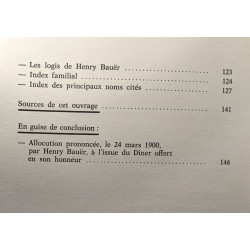 — Les logis de Henry Bauër 123
— Index familial 124
— Index des principaux noms cités 127
Sources de cet ouvrage 141
En guise de conclusion :
— Allocution prononcée, le 24 mars 1900,
par Henry Bauër, à l'issue du Dîner offert
en son honneur 146